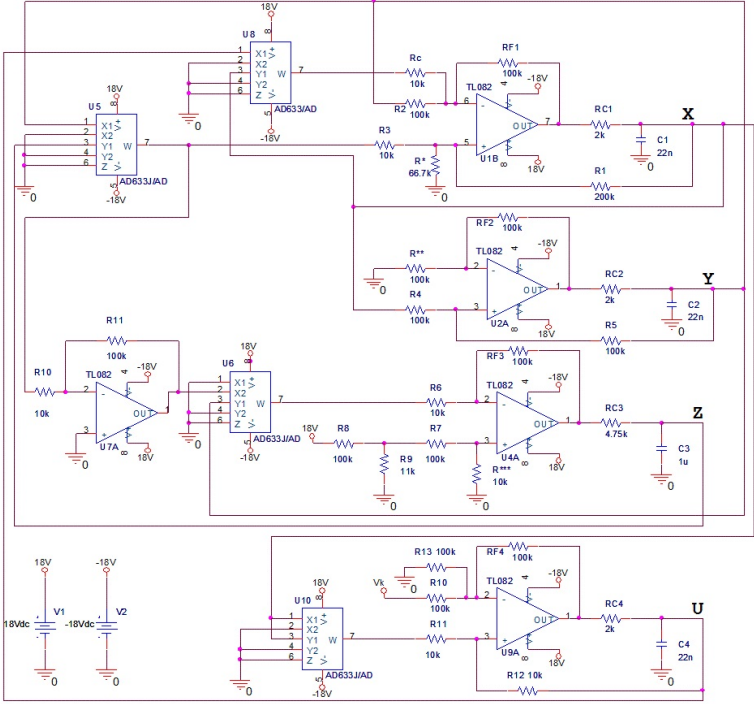 18V
18V
U8
8
1
X1
V+
2
X2
3
Y1
W
7
4
Y2
6
Z
V-
5
AD633J/AD
-18V
0
Rc
10k
R2
100k
RF1
100k
TL082
-18V
4
6
-
V-
OUT
7
5
+
V+
U1B
8
18V
RC1
2k
X
C1
22n
0
R1
200k
U5
8
1
X1
V+
2
X2
3
Y1
W
7
4
Y2
6
Z
V-
5
AD633J/AD
-18V
0
R3
10k
R*
66.7k
0
RF2
100k
TL082
-18V
4
R**
100k
0
2
-
V-
OUT
1
R4
100k
3
+
V+
U2A
8
18V
RC2
2k
Y
C2
22n
0
R5
100k
R11
100k
R10
10k
TL082
-18V
4
2
-
V-
OUT
1
3
+
V+
U7A
8
18V
0
18V
U6
8
1
X1
V+
2
X2
3
Y1
W
7
4
Y2
6
Z
V-
5
AD633J/AD
-18V
0
R6
10k
RF3
100k
TL082
-18V
4
2
-
V-
OUT
1
3
+
V+
U4A
8
18V
RC3
4.75k
Z
C3
1u
0
18V
R8
100k
R9
11k
0
R7
100k
R***
10k
0
18V
V1
18Vdc
0
-18V
V2
-18Vdc
0
18V
U10
8
1
X1
V+
2
X2
3
Y1
W
7
4
Y2
6
Z
V-
5
AD633J/AD
-18V
0
R13 100k
0
Vk
R10
100k
R11
10k
RF4
100k
TL082
-18V
4
2
-
V-
OUT
1
3
+
V+
U9A
8
18V
R12 10k
RC4
2k
U
C4
22n
0